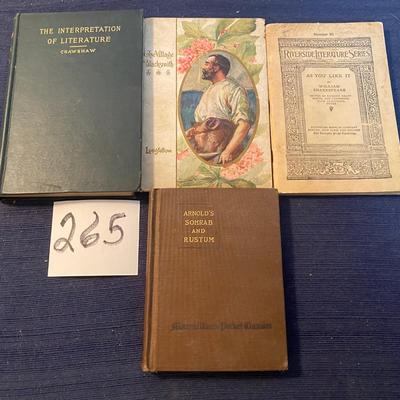 THE INTERPRETATION
OF LITERATURE
CRAWSHAW
The Village
Blacksmith
Longfellow
RIVERSIDE LITERATURE SERIES
AS YOU LIKE IT
BY
WILLIAM
SHAKESPEARE
265
ARNOLD'S
SOHRAB
AND
RUSTUM
Macmillan's Pocket Classics